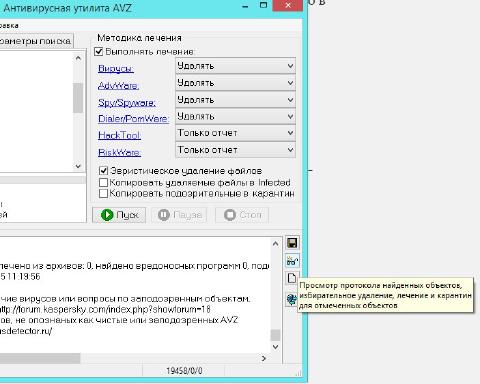 Антивирусная утилита AVZ
о в
равка
раметры поиска
Методика лечения
Выполнять лечение:
Вирусы:
Удалять
AdvWare:
Удалять
Spy/Spyware:
Удалять
Dialer/PornWare:
Удалять
HackTool:
Только отчет
RiskWare:
Только отчет
Эвристическое удаление файлов
Копировать удаляемые файлы в Infected
Копировать подозрительные в карантин
ей
Пуск
Пауза
Стоп
лечено из архивов: 0, найдено вредоносных программ 0, подо
5 11:19:56
чие вирусов или вопросы по заподозренным объектам,
ttp://forum.kaspersky.com/index.php?showforum=18
ов, не опознаных как чистые или заподозренных AVZ
usdetector.ru/
Просмотр протокола найденных объектов,
избирательное удаление, лечение и карантин
для отмеченных объектов
19458/0/0